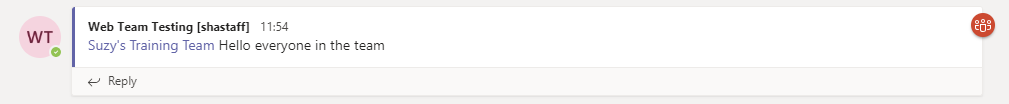 WT
Web Team Testing [shastaff] 11:54
Suzy's Training Team Hello everyone in the team
Reply